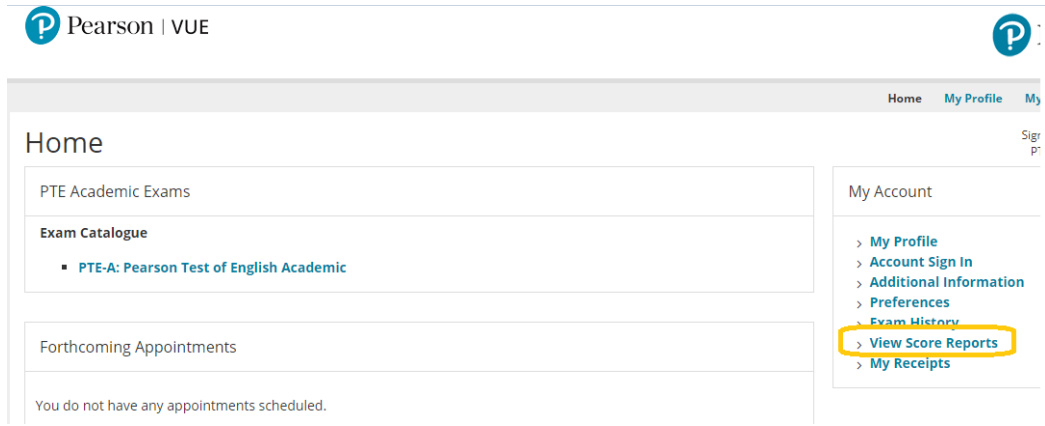 Pearson | VUE
Home My Profile
Home
PTE Academic Exams
Exam Catalogue
PTE-A: Pearson Test of English Academic
Forthcoming Appointments
You do not have any appointments scheduled.
My Account
My Profile
Account Sign In
Additional Information
Preferences
Exam History
View Score Reports
My Receipts